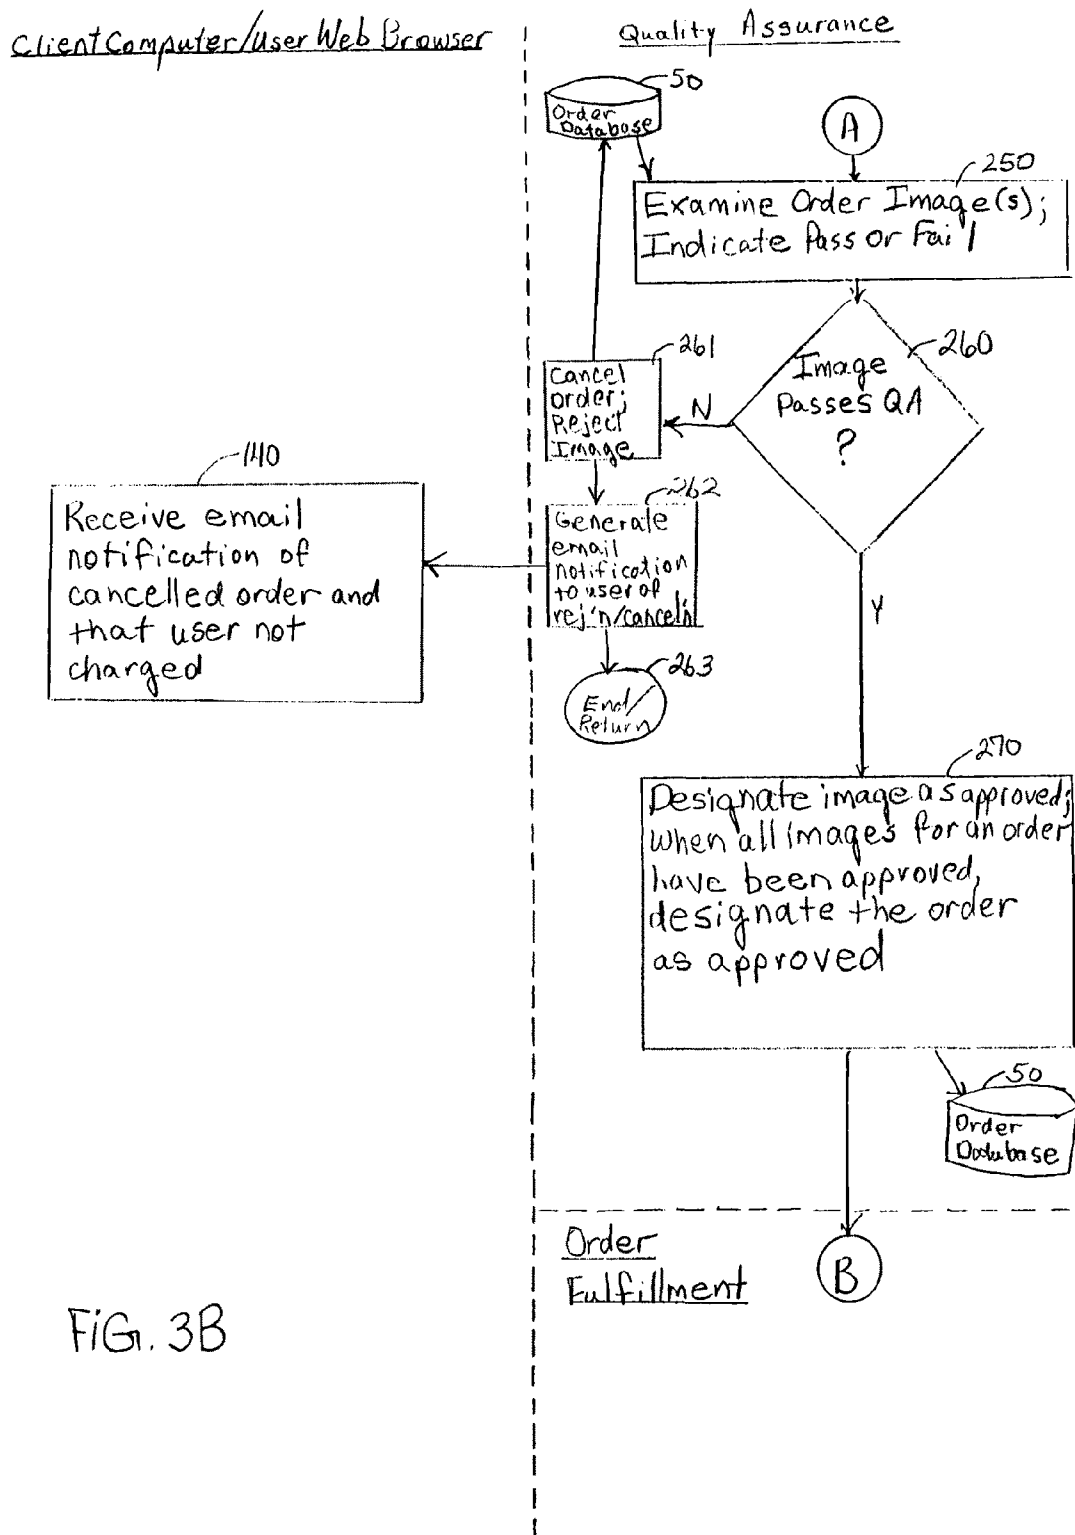 Client Computer/User Web Browser
Quality Assurance
50
Order
Database
A
250
Examine Order Image(s);
Indicate Pass or Fail
261
Cancel
order;
Reject
Image
N
260
Image
Passes QA
?
140
Receive email
notification of
cancelled order and
that user not
charged
262
Generate
email
notification
to user of
rej'n/cancel'n
Y
263
End/
Return
270
Designate image as approved;
when all images for an order
have been approved,
designate the order
as approved
50
Order
Database
Order
Fulfillment
B
FIG. 3B